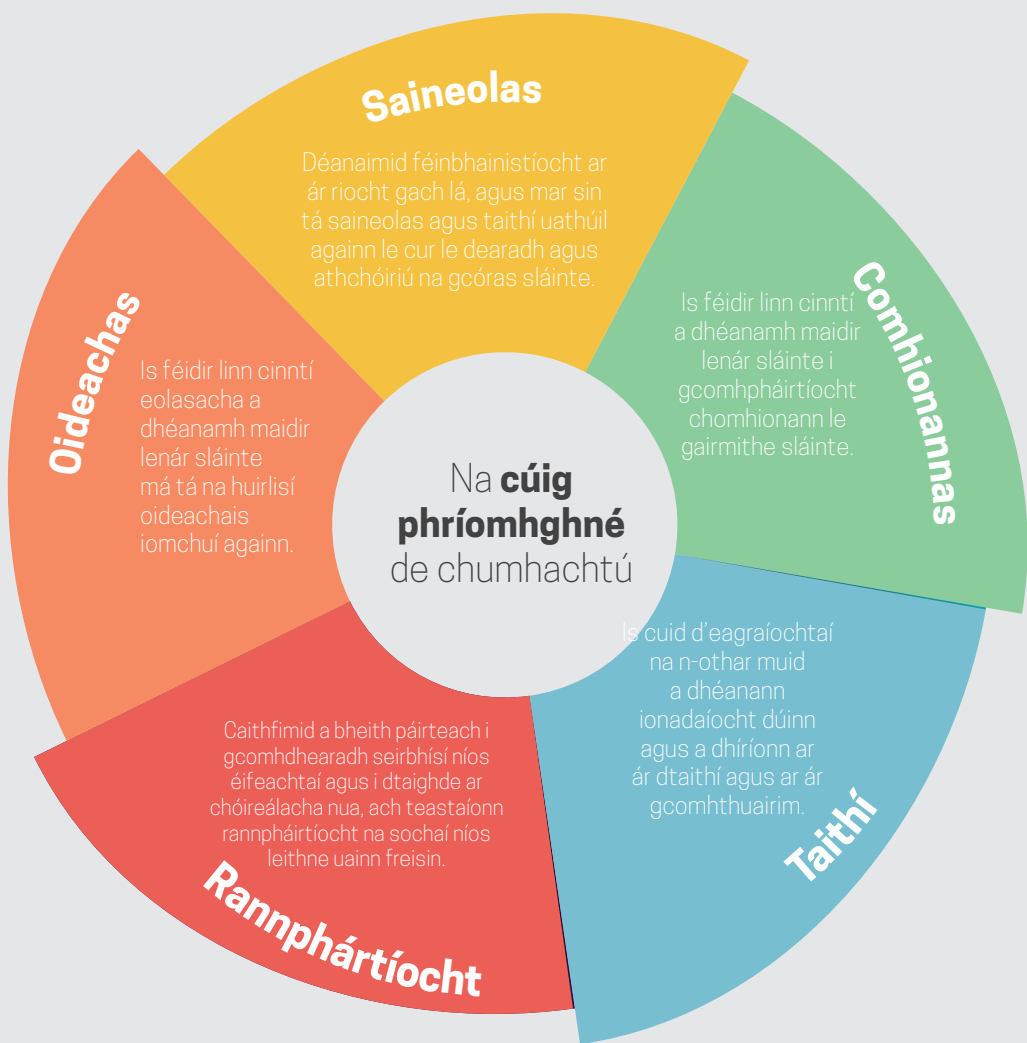 Saineolas
Déanaimid féinbhainistíocht ar
ár riocht gach lá, agus mar sin
tá saineolas agus taithí uathúil
againn le cur le dearadh agus
athchóiriú na gcóras sláinte.
Comhionannas
Is féidir linn cinntí
a dhéanamh maidir
lenár sláinte i
gcomhpháirtíocht
chomhionann le
gairmithe sláinte.
Oideachas
Is féidir linn cinntí
eolasacha a
dhéanamh maidir
lenár sláinte
má tá na huirlisí
oideachais
iomchuí againn.
Na cúig
phríomhghné
de chumhachtú
Is cuid d'eagraíochtaí
na n-othar muid
a dhéanann
ionadaíocht dúinn
agus a dhíríonn ar
ár dtaithí agus ar ár
gcomhthuairim.
Taithí
Caithfimid a bheith páirteach i
gcomhdhearadh seirbhísí níos
éifeachtaí agus i dtaighde ar
chóireálacha nua, ach teastaíonn
rannpháirtíocht na sochaí níos
leithne uainn freisin.
Rannphártíocht